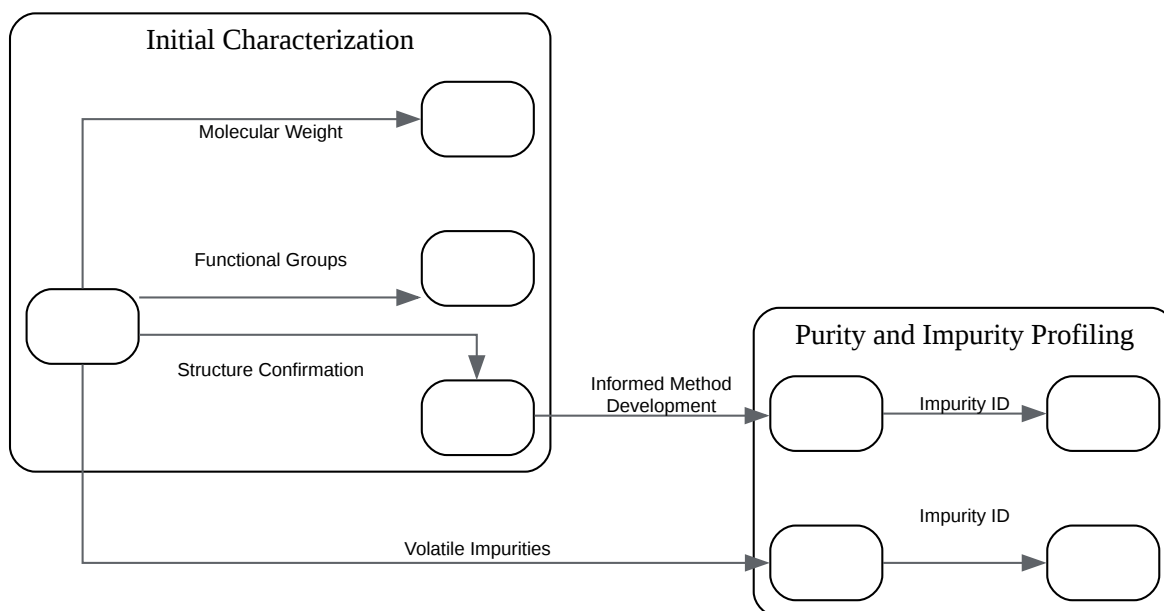 Initial Characterization
Molecular Weight
Functional Groups
Structure Confirmation
Purity and Impurity Profiling
Informed Method
Development
Impurity ID
Impurity ID
Volatile Impurities